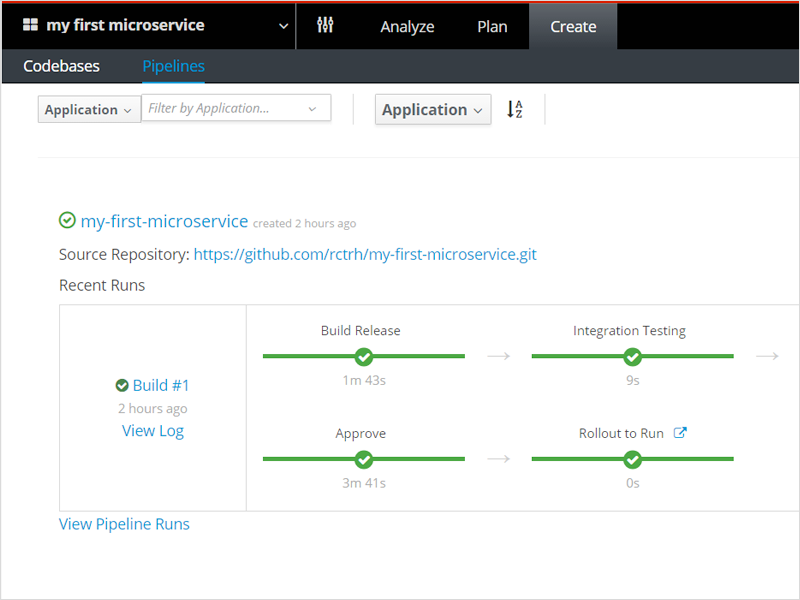 my first microservice
Analyze
Plan
Create
Codebases
Pipelines
Application
Filter by Application...
Application
A
Z
my-first-microservice created 2 hours ago
Source Repository: https://github.com/rctrh/my-first-microservice.git
Recent Runs
Build #1
2 hours ago
View Log
Build Release
1m 43s
Integration Testing
9s
Approve
3m 41s
Rollout to Run
0s
View Pipeline Runs